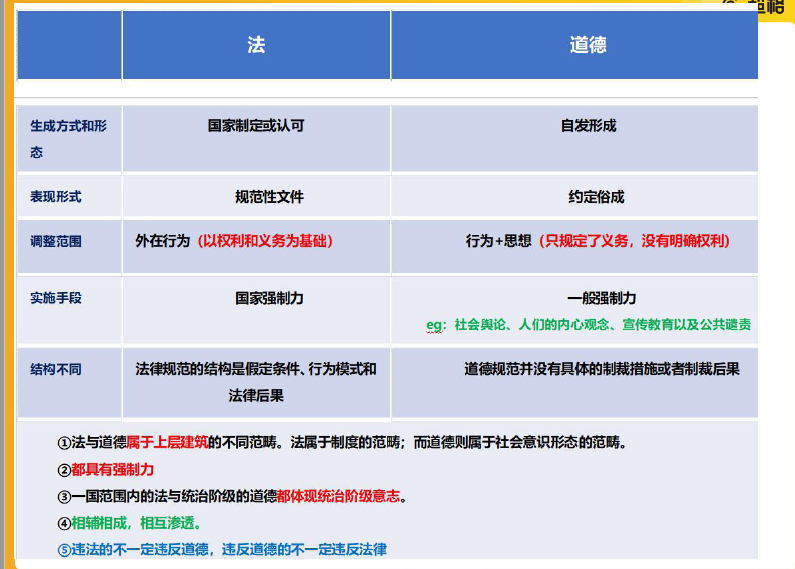 超格
法 道德
生成方式和形 国家制定或认可 自发形成
态
表现形式 规范性文件 约定俗成
调整范围 外在行为（以权利和义务为基础） 行为+思想（只规定了义务，没有明确权利）
实施手段 国家强制力 一般强制力
eg：社会舆论、人们的内心观念、宣传教育以及公共谴责
结构不同 法律规范的结构是假定条件、行为模式和 道德规范并没有具体的制裁措施或者制裁后果
法律后果
①法与道德属于上层建筑的不同范畴。法属于制度的范畴；而道德则属于社会意识形态的范畴。
②都具有强制力
③一国范围内的法与统治阶级的道德都体现统治阶级意志。
④相辅相成，相互渗透。
⑤违法的不一定违反道德，违反道德的不一定违反法律